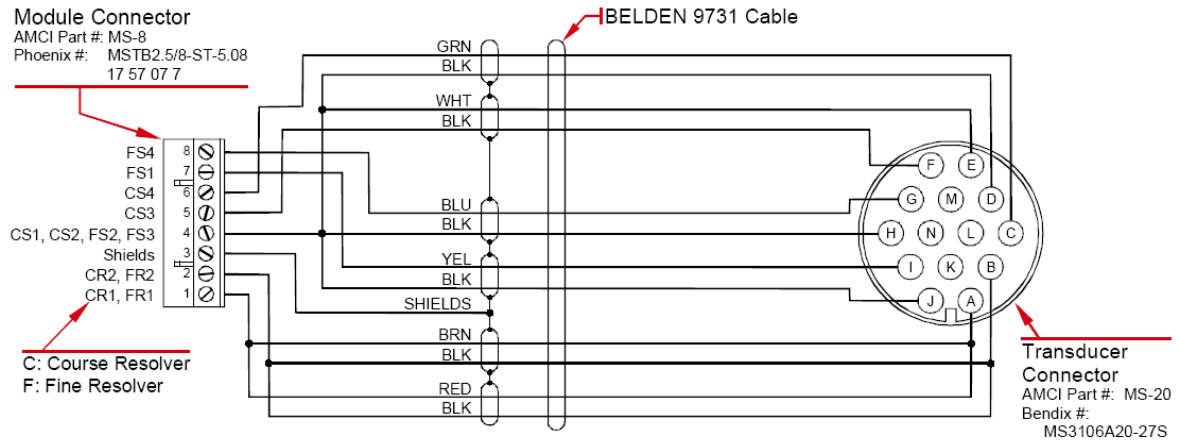 Module Connector
AMCI Part #: MS-8
Phoenix #: MSTB2.5/8-ST-5.08
17 57 07 7
BELDEN 9731 Cable
GRN
BLK
WHT
BLK
FS4 8
FS1 7
CS4 6
CS3 5
CS1, CS2, FS2, FS3 4
Shields 3
CR2, FR2 2
CR1, FR1 1
BLU
BLK
YEL
BLK
SHIELDS
BRN
BLK
RED
BLK
F E
G M D
H N L C
I K B
J A
C: Course Resolver
F: Fine Resolver
Transducer
Connector
AMCI Part #: MS-20
Bendix #:
MS3106A20-27S